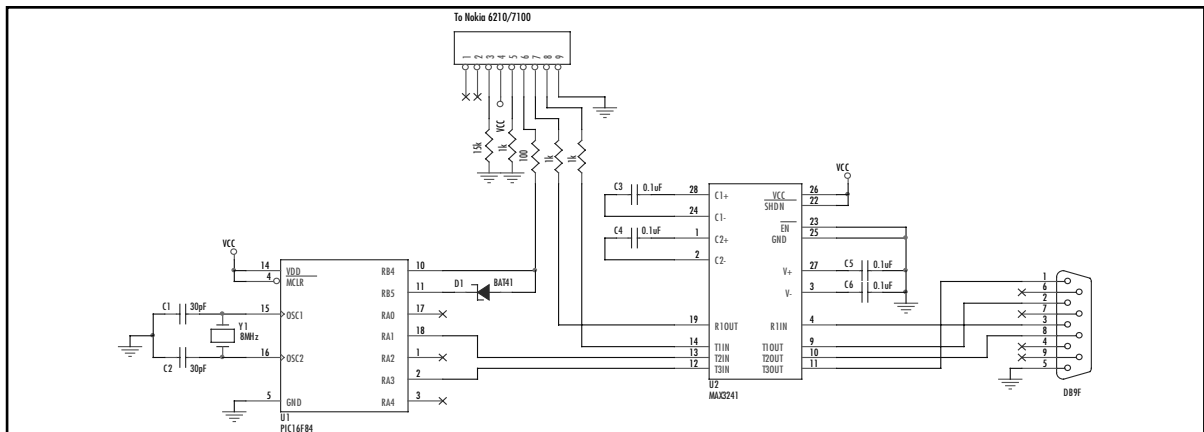 To Nokia 6210/7100
1 2 3 4 5 6 7 8 9
VCC
15k 1k 100 1k 1k
VCC
C3 0.1uF 28 C1+ VCC 26
SHDN 22
24 C1- EN 23
C4 0.1uF 1 C2+ GND 25
2 C2-
V+ 27 C5 0.1uF
V- 3 C6 0.1uF
19 R1OUT R1IN 4
14 T1IN T1OUT 9
13 T2IN T2OUT 10
12 T3IN T3OUT 11
U2
MAX3241
VCC
14 VDD RB4 10
4 MCLR
RB5 11 D1 BAT41
C1 30pF 15 OSC1 RA0 17
Y1
8MHz
RA1 18
C2 30pF 16 OSC2 RA2 1
RA3 2
5 GND RA4 3
U1
PIC16F84
1
6
2
7
3
8
4
9
5
DB9F